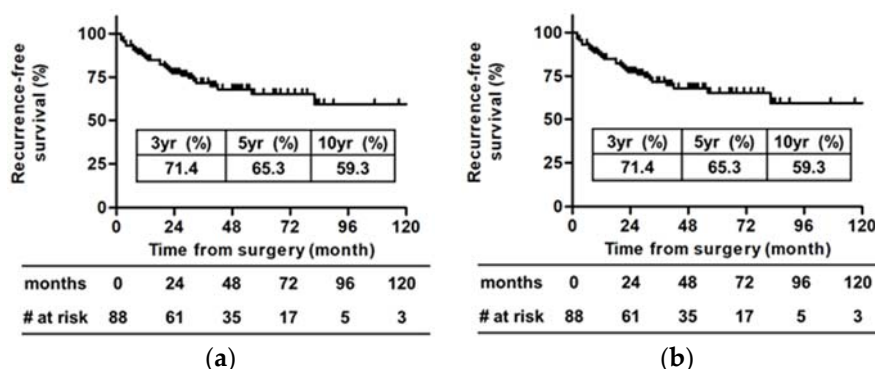 (a)
Recurrence-free
survival (%)
100
75
50
25
0
3yr (%) 5yr (%) 10yr (%)
71.4 65.3 59.3
0 24 48 72 96 120
Time from surgery (month)
months 0 24 48 72 96 120
# at risk 88 61 35 17 5 3
(a)
(b)
Recurrence-free
survival (%)
100
75
50
25
0
3yr (%) 5yr (%) 10yr (%)
71.4 65.3 59.3
0 24 48 72 96 120
Time from surgery (month)
months 0 24 48 72 96 120
# at risk 88 61 35 17 5 3
(b)